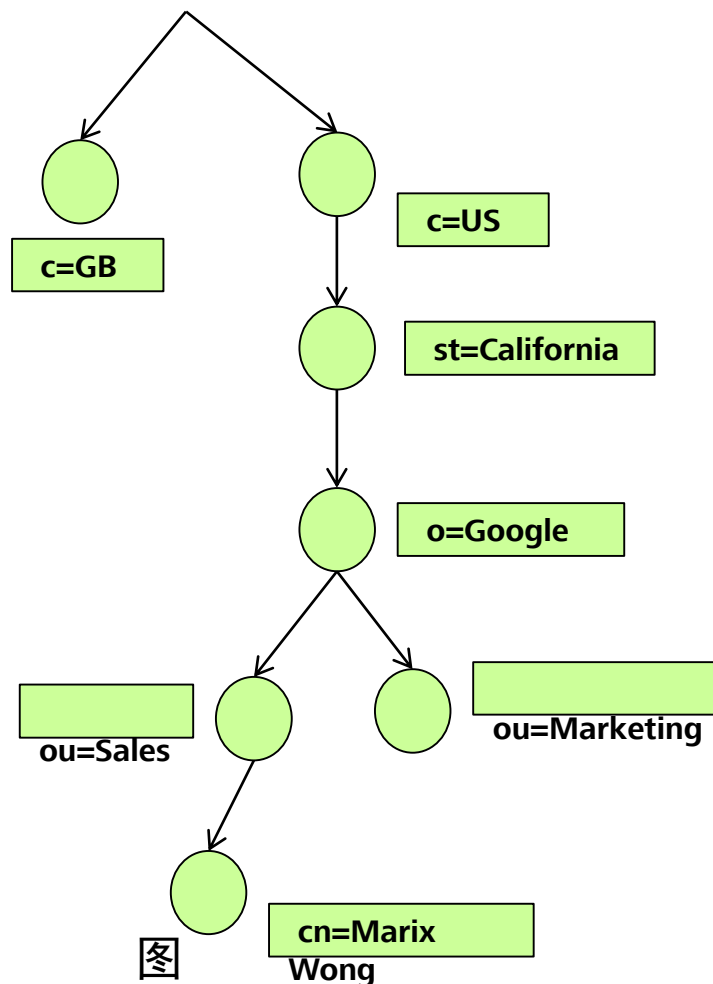 c=US
c=GB
st=California
o=Google
ou=Sales
ou=Marketing
cn=Marix
Wong
图